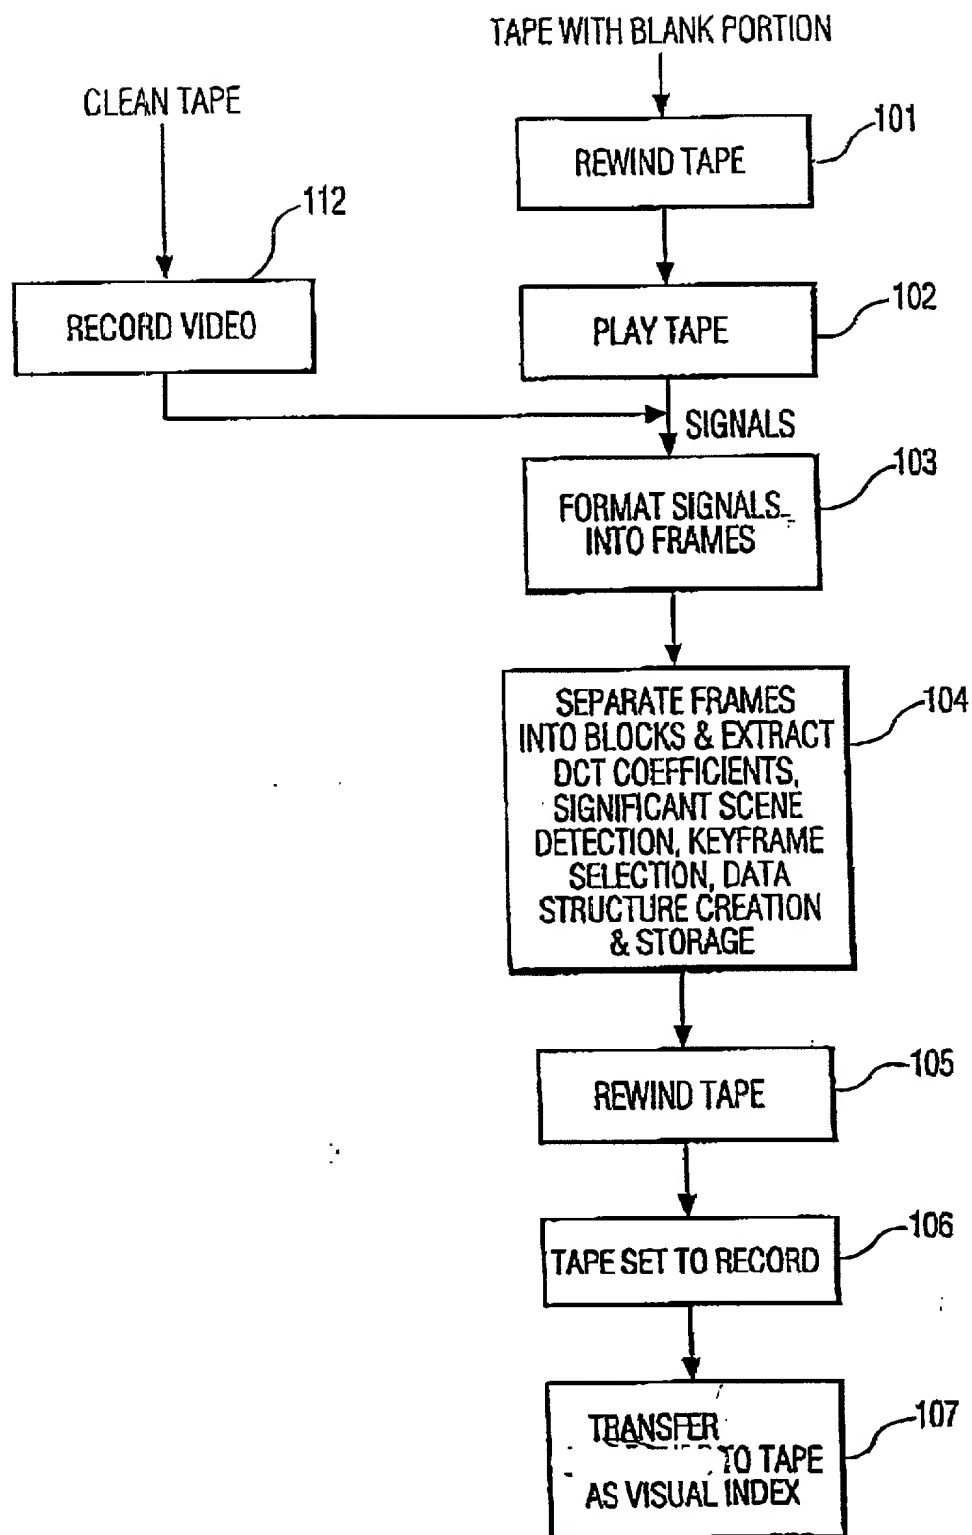 TAPE WITH BLANK PORTION
CLEAN TAPE
101
REWIND TAPE
112
102
RECORD VIDEO
PLAY TAPE
SIGNALS
103
FORMAT SIGNALS
INTO FRAMES
104
SEPARATE FRAMES
INTO BLOCKS & EXTRACT
DCT COEFFICIENTS,
SIGNIFICANT SCENE
DETECTION, KEYFRAME
SELECTION, DATA
STRUCTURE CREATION
& STORAGE
105
REWIND TAPE
106
TAPE SET TO RECORD
107
TRANSFER
TO TAPE
AS VISUAL INDEX